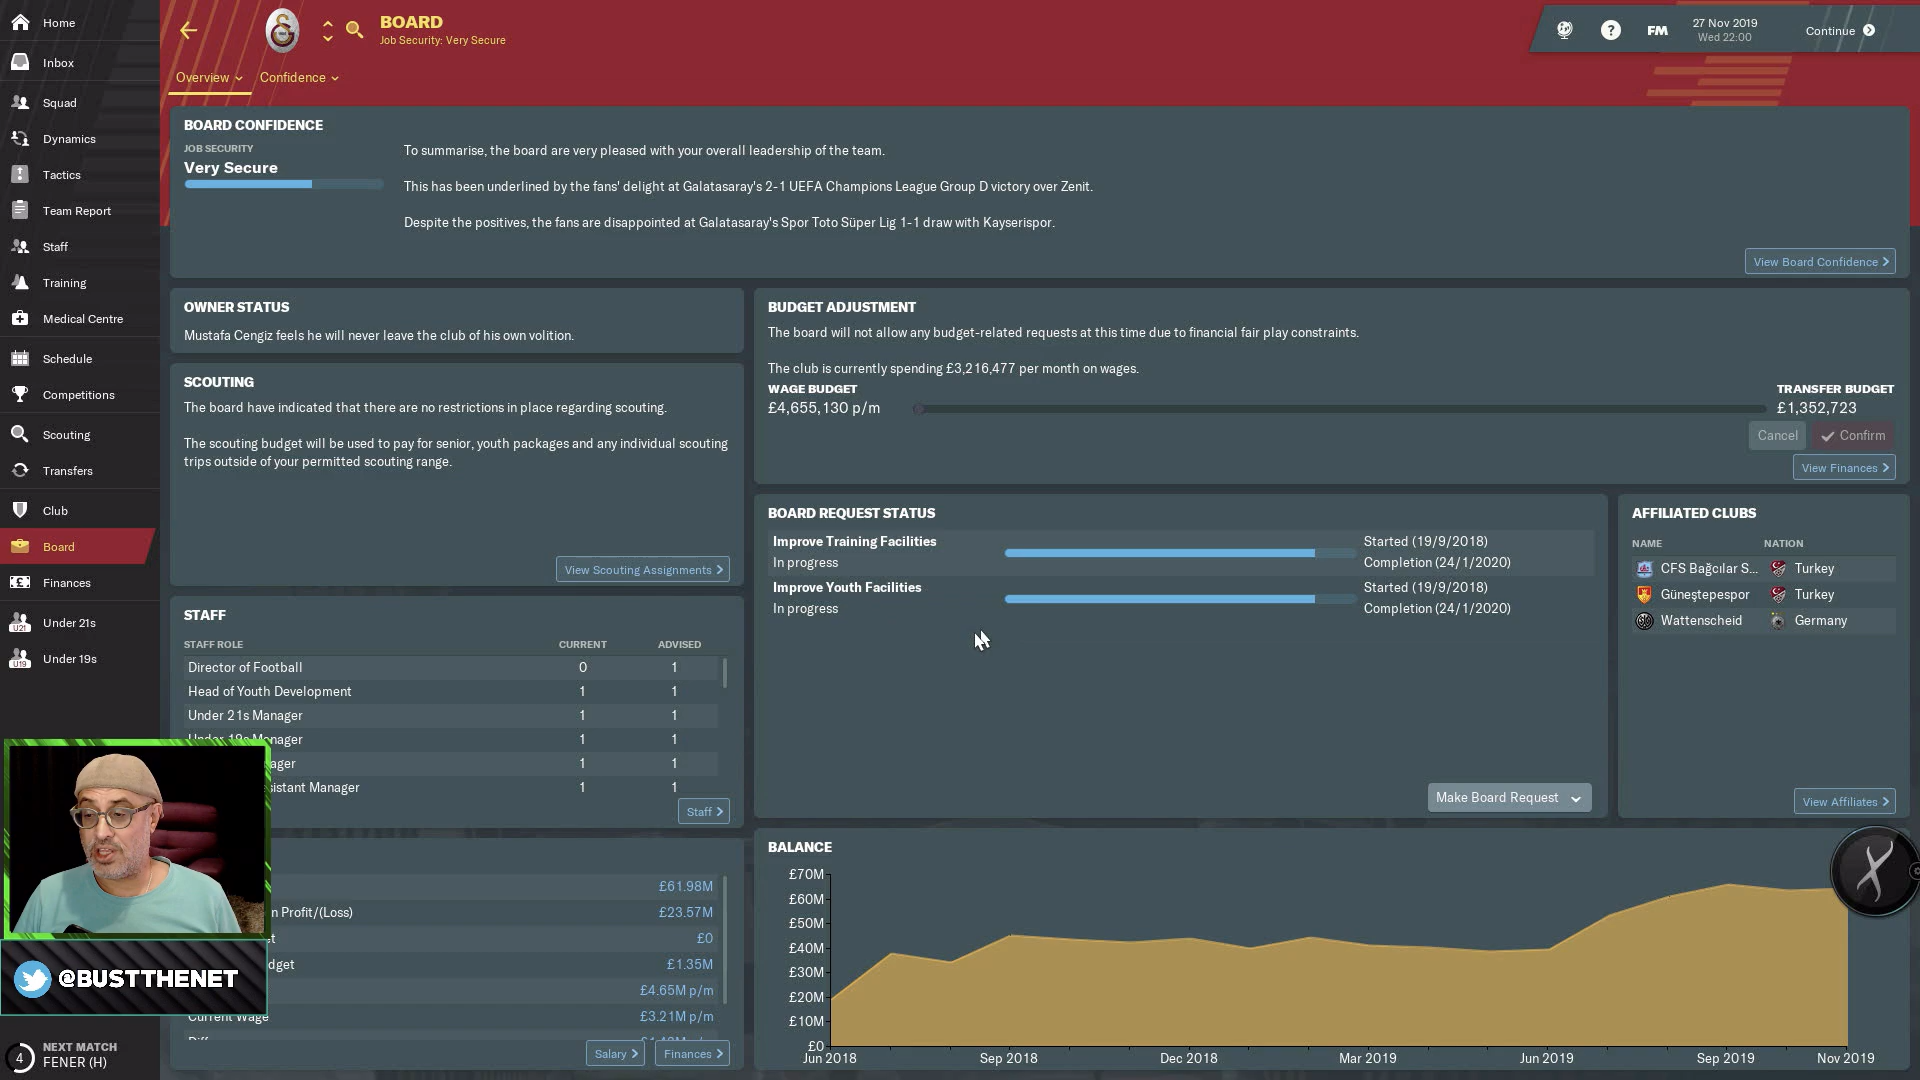 Home
Inbox
Squad
Dynamics
Tactics
Team Report
Staff
Training
Medical Centre
Schedule
Competitions
Scouting
Transfers
Club
Board
Finances
U21
Under 21s
U19
Under 19s
4
NEXT MATCH
FENER (H)
@BUSTTHENET
BOARD
Job Security: Very Secure
Overview
Confidence
?
FM
27 Nov 2019
Wed 22:00
Continue
BOARD CONFIDENCE
JOB SECURITY
Very Secure
To summarise, the board are very pleased with your overall leadership of the team.
This has been underlined by the fans' delight at Galatasaray's 2-1 UEFA Champions League Group D victory over Zenit.
Despite the positives, the fans are disappointed at Galatasaray's Spor Toto Süper Lig 1-1 draw with Kayserispor.
View Board Confidence
OWNER STATUS
Mustafa Cengiz feels he will never leave the club of his own volition.
SCOUTING
The board have indicated that there are no restrictions in place regarding scouting.
The scouting budget will be used to pay for senior, youth packages and any individual scouting
trips outside of your permitted scouting range.
View Scouting Assignments
STAFF
STAFF ROLE CURRENT ADVISED
Director of Football 0 1
Head of Youth Development 1 1
Under 21s Manager 1 1
Under 19s Manager 1 1
ager 1 1
sistant Manager 1 1
Staff
£61.98M
n Profit/(Loss) £23.57M
et £0
dget £1.35M
£4.65M p/m
Current Wage £3.21M p/m
Salary
Finances
BUDGET ADJUSTMENT
The board will not allow any budget-related requests at this time due to financial fair play constraints.
The club is currently spending £3,216,477 per month on wages.
WAGE BUDGET
£4,655,130 p/m
TRANSFER BUDGET
£1,352,723
Cancel
Confirm
View Finances
BOARD REQUEST STATUS
Improve Training Facilities
In progress
Started (19/9/2018)
Completion (24/1/2020)
Improve Youth Facilities
In progress
Started (19/9/2018)
Completion (24/1/2020)
Make Board Request
AFFILIATED CLUBS
NAME NATION
CFS Bağcılar S... Turkey
Güneştepespor Turkey
Wattenscheid Germany
View Affiliates
BALANCE
£70M
£60M
£50M
£40M
£30M
£20M
£10M
£0
Jun 2018
Sep 2018
Dec 2018
Mar 2019
Jun 2019
Sep 2019
Nov 2019